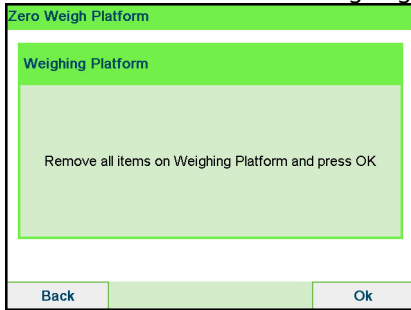 Zero Weigh Platform
Weighing Platform
Remove all items on Weighing Platform and press OK
Back
Ok